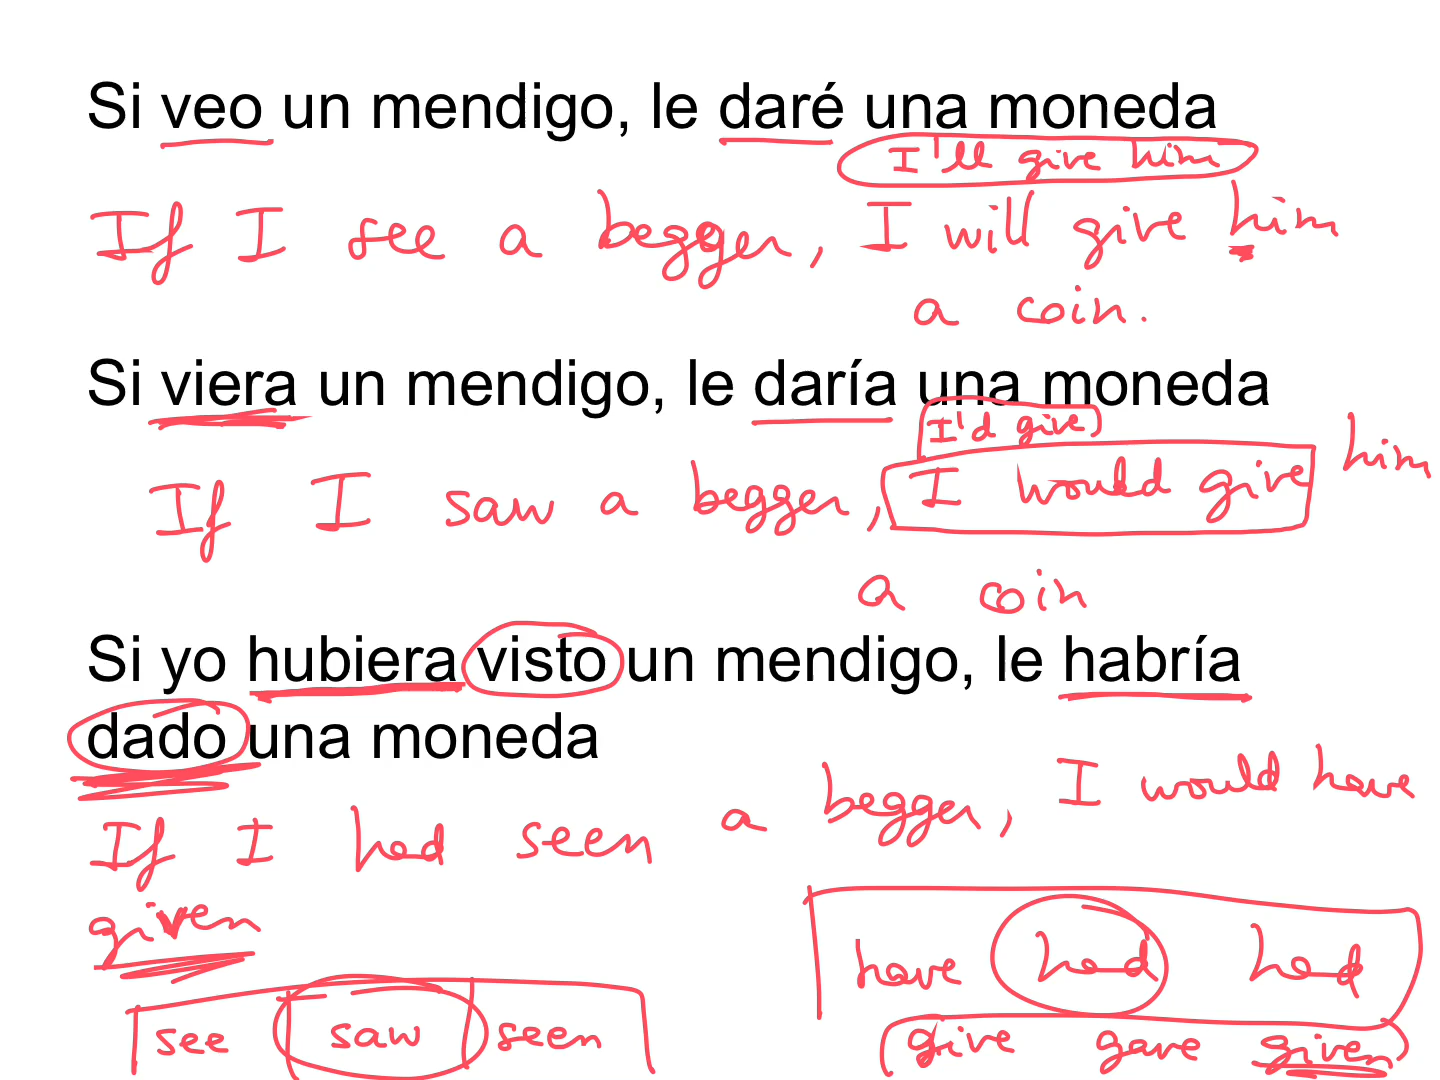 Si veo un mendigo, le daré una moneda
I'll give him
If I see a begger, I will give him
a coin.
Si viera un mendigo, le daría una moneda
I'd give
If I saw a begger, I would give him
a coin
Si yo hubiera visto un mendigo, le habría
dado una moneda
If I had seen a begger, I would have
given
have had had
see saw seen
give gave given